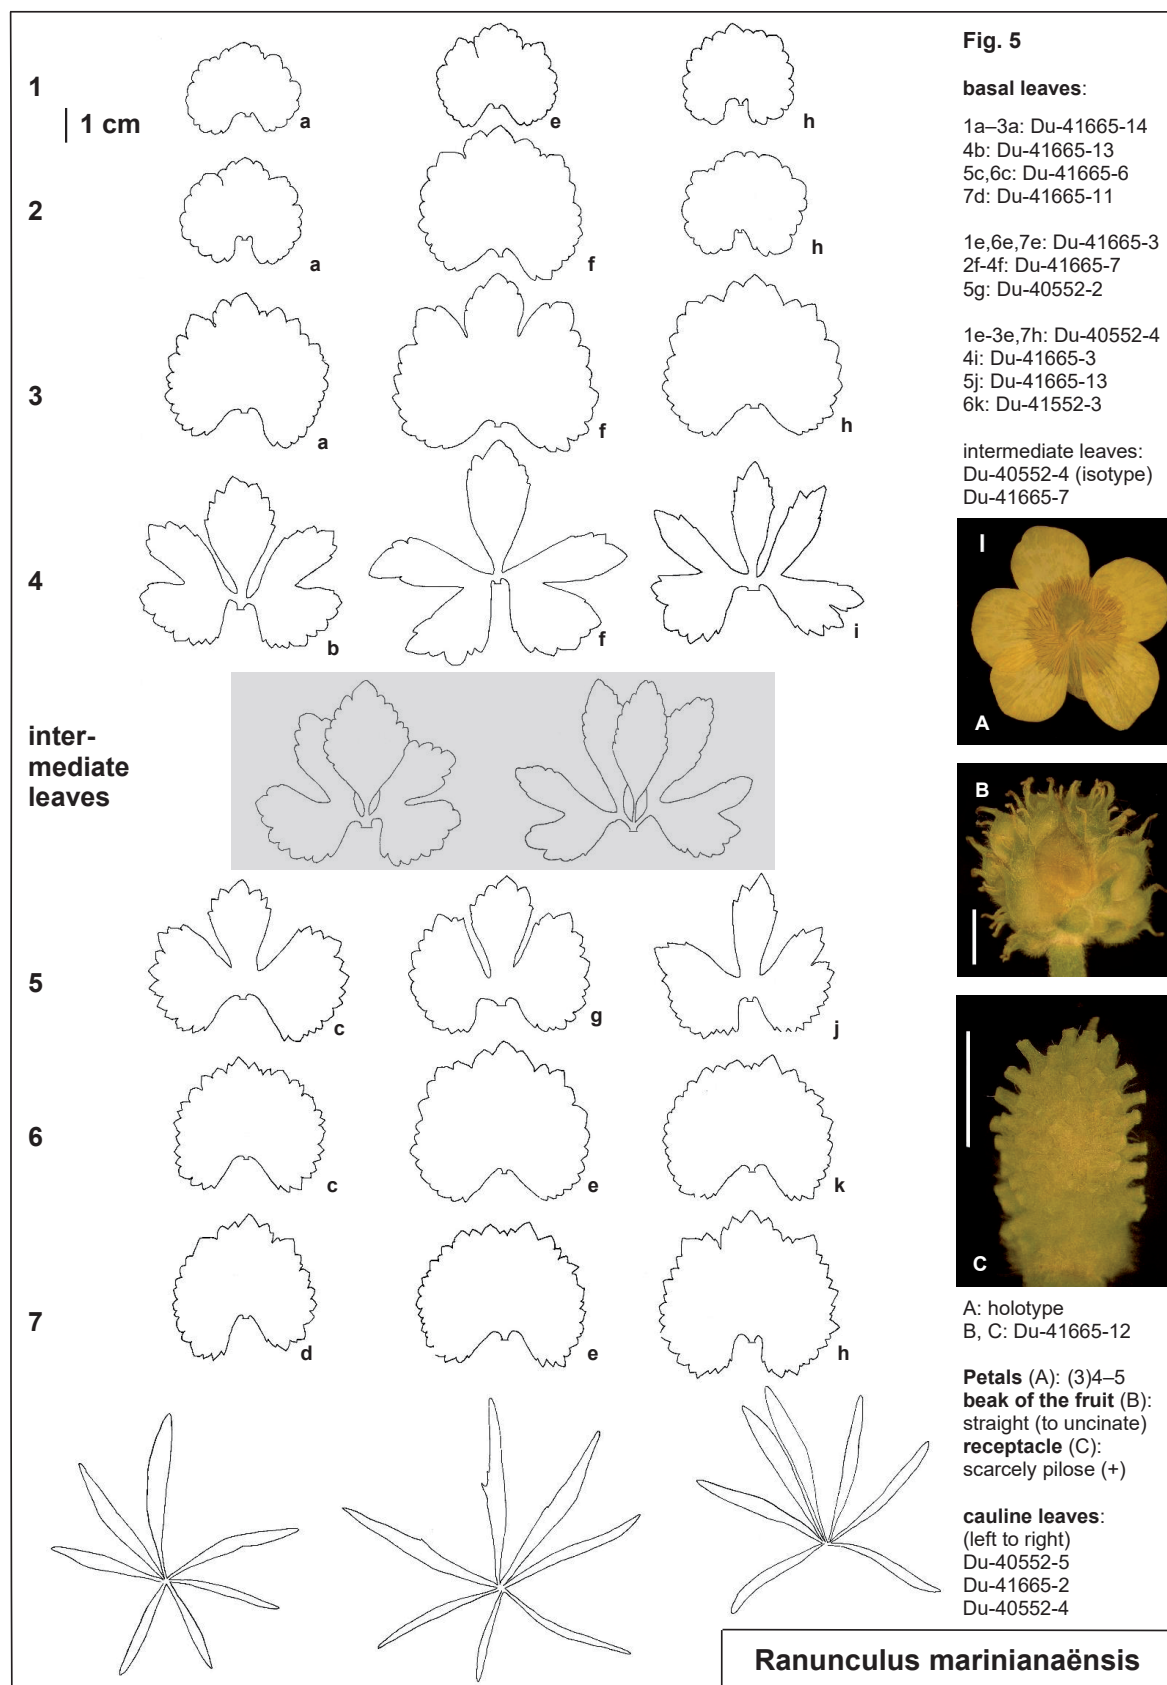 Fig. 5
basal leaves:
1a–3a: Du-41665-14
4b: Du-41665-13
5c,6c: Du-41665-6
7d: Du-41665-11
1e,6e,7e: Du-41665-3
2f-4f: Du-41665-7
5g: Du-40552-2
1e-3e,7h: Du-40552-4
4i: Du-41665-3
5j: Du-41665-13
6k: Du-41552-3
intermediate leaves:
Du-40552-4 (isotype)
Du-41665-7
1
1 cm
a
e
h
2
a
f
h
3
a
f
h
4
b
f
i
inter-
mediate
leaves
5
c
g
j
6
c
e
k
7
d
e
h
I
A
B
C
A: holotype
B, C: Du-41665-12
Petals (A): (3)4–5
beak of the fruit (B):
straight (to uncinate)
receptacle (C):
scarcely pilose (+)
cauline leaves:
(left to right)
Du-40552-5
Du-41665-2
Du-40552-4
Ranunculus marinianaënsis